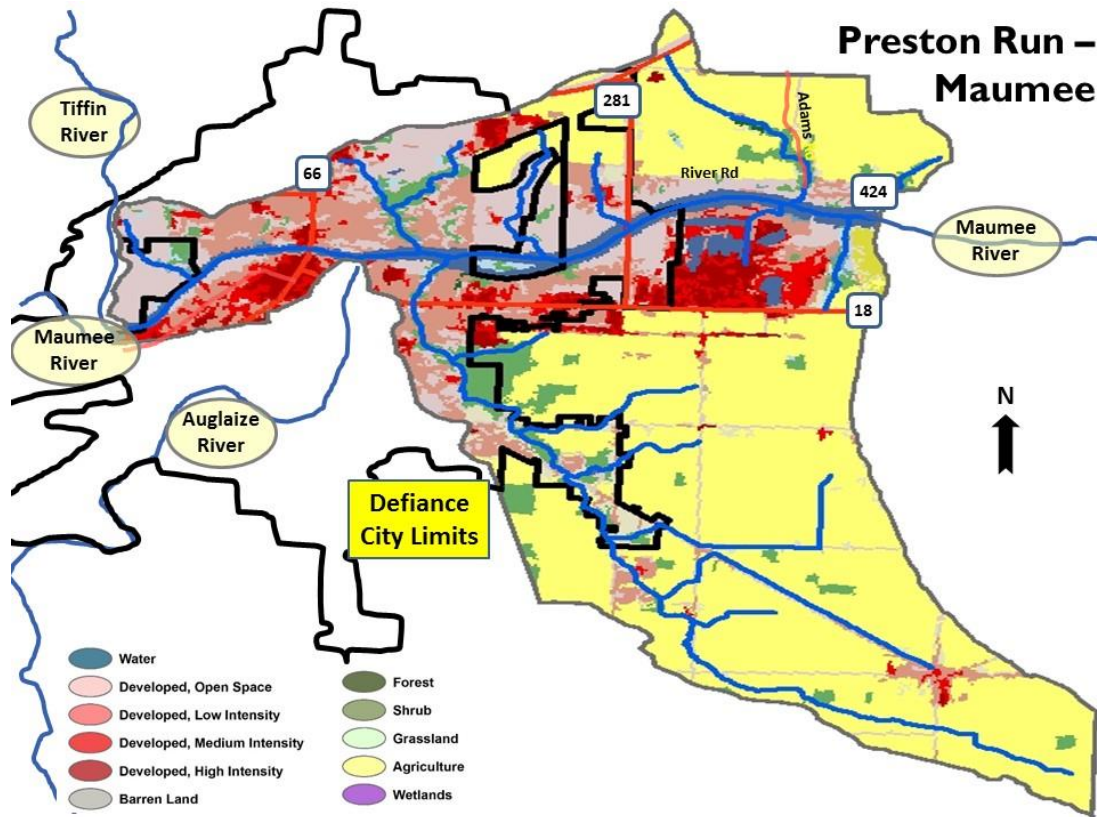 Preston Run –
Maumee
Tiffin
River
281
Adams
66
River Rd
424
Maumee
River
18
Maumee
River
Auglaize
River
N
Defiance
City Limits
Water
Developed, Open Space
Developed, Low Intensity
Developed, Medium Intensity
Developed, High Intensity
Barren Land
Forest
Shrub
Grassland
Agriculture
Wetlands